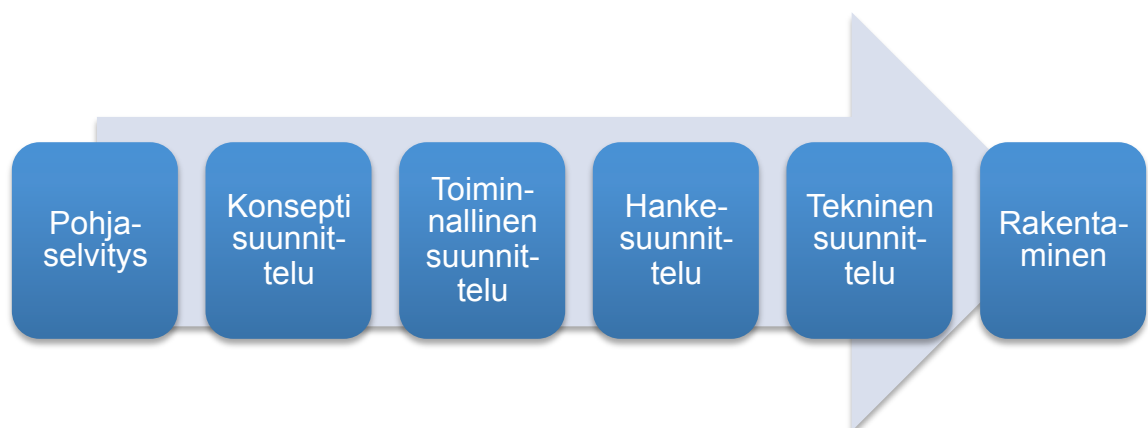 Pohja-
selvitys
Konsepti
suunnit-
telu
Toimin-
nallinen
suunnit-
telu
Hanke-
suunnit-
telu
Tekninen
suunnit-
telu
Rakenta-
minen